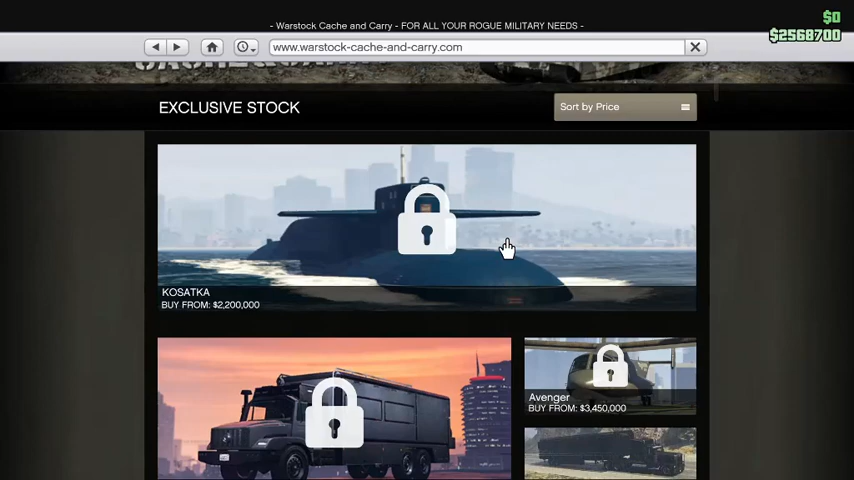 - Warstock Cache and Carry - FOR ALL YOUR ROGUE MILITARY NEEDS -
$0
$2568700
www.warstock-cache-and-carry.com
EXCLUSIVE STOCK
Sort by Price
KOSATKA
BUY FROM: $2,200,000
Avenger
BUY FROM: $3,450,000